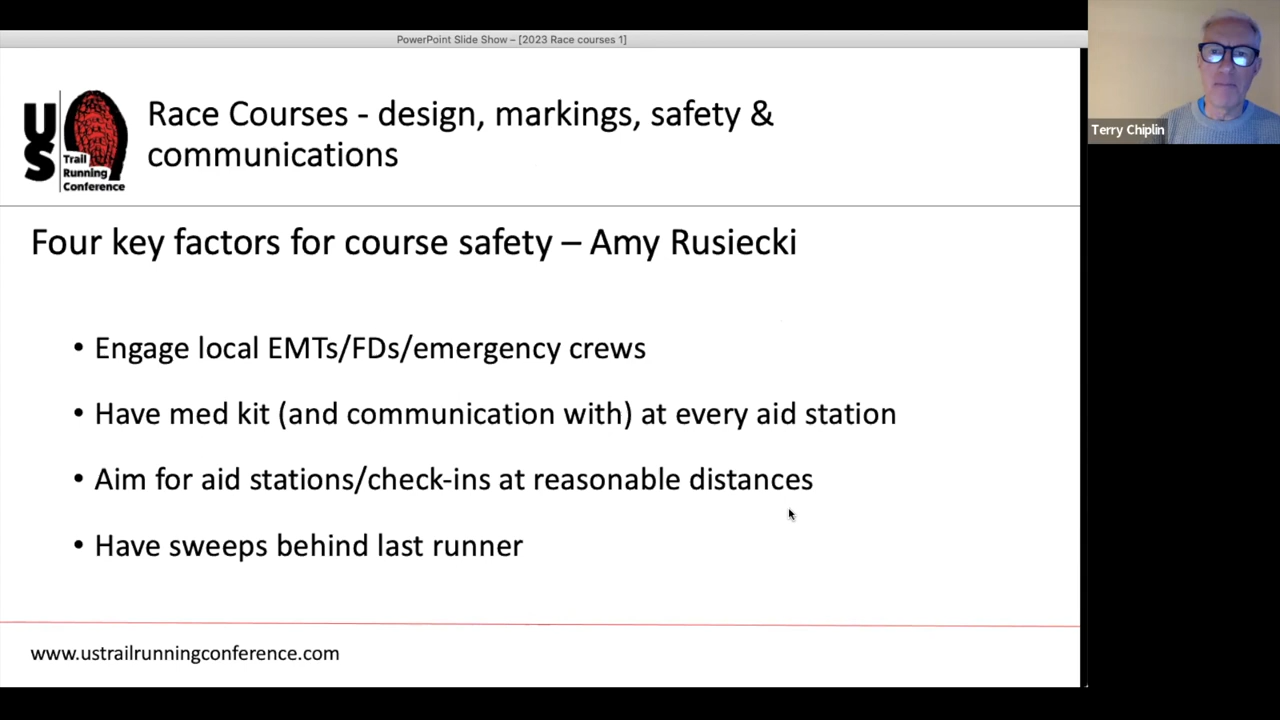 PowerPoint Slide Show – [2023 Race courses 1]
US
Trail
Running
Conference
Race Courses - design, markings, safety &
communications
Terry Chiplin
Four key factors for course safety – Amy Rusiecki
• Engage local EMTs/FDs/emergency crews
• Have med kit (and communication with) at every aid station
• Aim for aid stations/check-ins at reasonable distances
• Have sweeps behind last runner
www.ustrailrunningconference.com